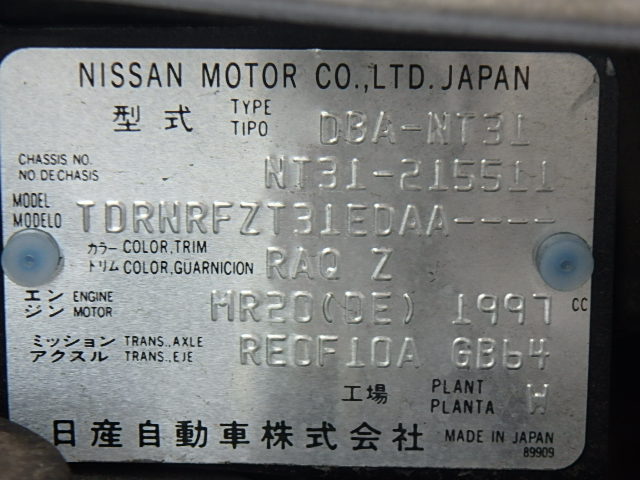 NISSAN MOTOR CO.,LTD. JAPAN
型式 TYPE TIPO DBA-NT31
CHASSIS NO. NO DE CHASIS NT31-215511
MODEL MODELO TDRNRFZT31EDAA----
カラー COLOR,TRIM トリム COLOR,GUARNICION RAQ Z
エンジン ENGINE MOTOR MR20(DE) 1997 CC
ミッション TRANS.,AXLE アクスル TRANS.,EJE RE0F10A GB64
工場 PLANT PLANTA W
日産自動車株式会社 MADE IN JAPAN
89909